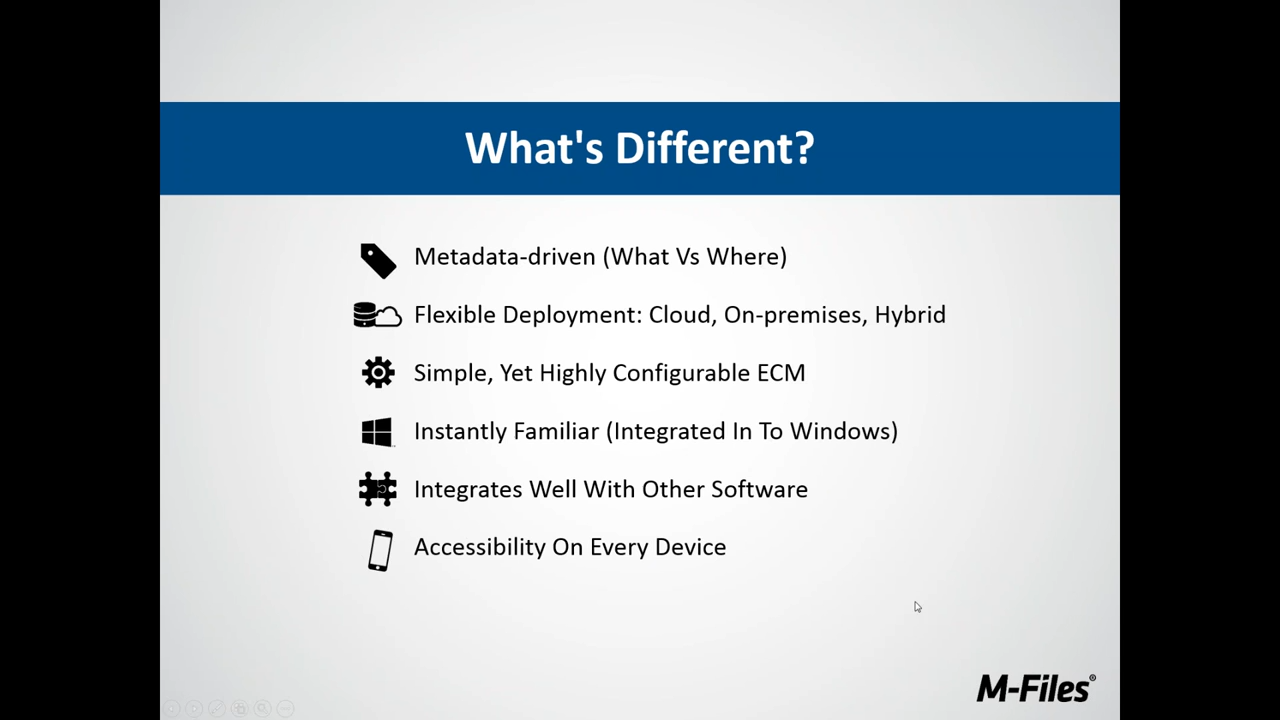 What's Different?
Metadata-driven (What Vs Where)
Flexible Deployment: Cloud, On-premises, Hybrid
Simple, Yet Highly Configurable ECM
Instantly Familiar (Integrated In To Windows)
Integrates Well With Other Software
Accessibility On Every Device
M-Files®